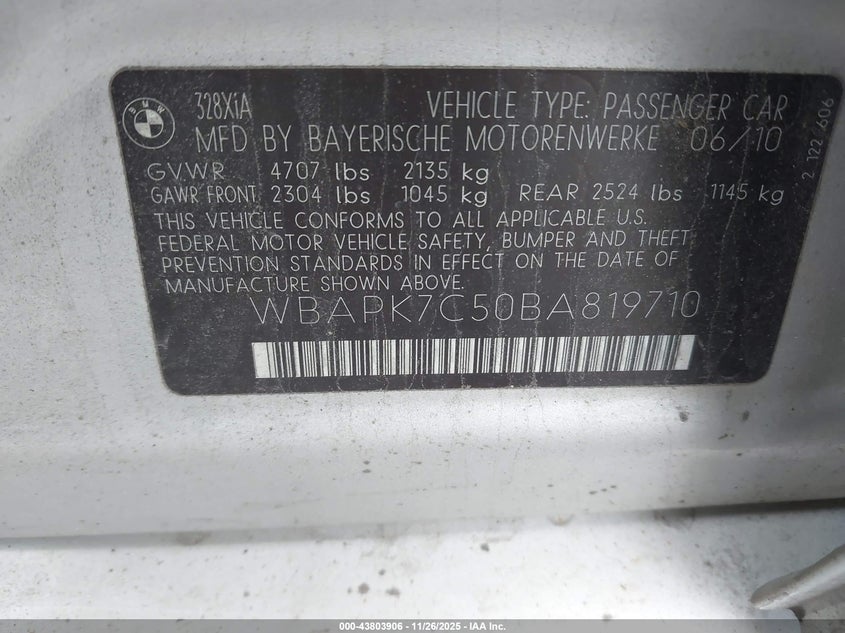 BMW
328XiA VEHICLE TYPE: PASSENGER CAR
MFD BY BAYERISCHE MOTORENWERKE 06/10
GVWR 4707 lbs 2135 kg
GAWR FRONT 2304 lbs 1045 kg REAR 2524 lbs 1145 kg
THIS VEHICLE CONFORMS TO ALL APPLICABLE U.S.
FEDERAL MOTOR VEHICLE SAFETY, BUMPER AND THEFT
PREVENTION STANDARDS IN EFFECT ON THE DATE OF
MANUFACTURE SHOWN ABOVE.
WBAPK7C50BA819710
2 122 606
000-43803906 - 11/26/2025 - IAA Inc.